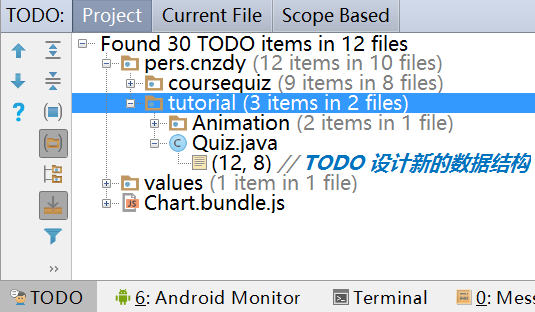 TODO: Project Current File Scope Based
Found 30 TODO items in 12 files
pers.cnzdy (12 items in 10 files)
coursequiz (9 items in 8 files)
tutorial (3 items in 2 files)
Animation (2 items in 1 file)
Quiz.java
(12, 8) // TODO 设计新的数据结构
values (1 item in 1 file)
Chart.bundle.js
TODO 6: Android Monitor Terminal 0: Mes